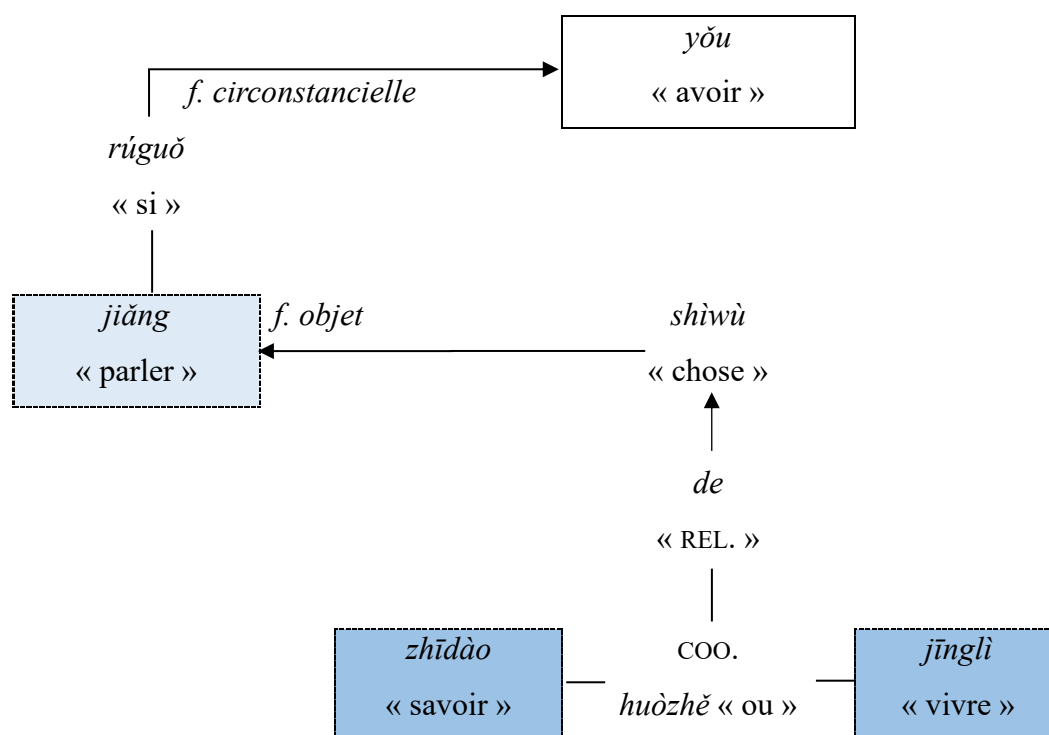 yǒu
« avoir »
f. circonstancielle
rúguǒ
« si »
jiǎng
« parler »
f. objet
shìwù
« chose »
de
« REL. »
zhīdào
« savoir »
COO.
huòzhě « ou »
jīnglì
« vivre »